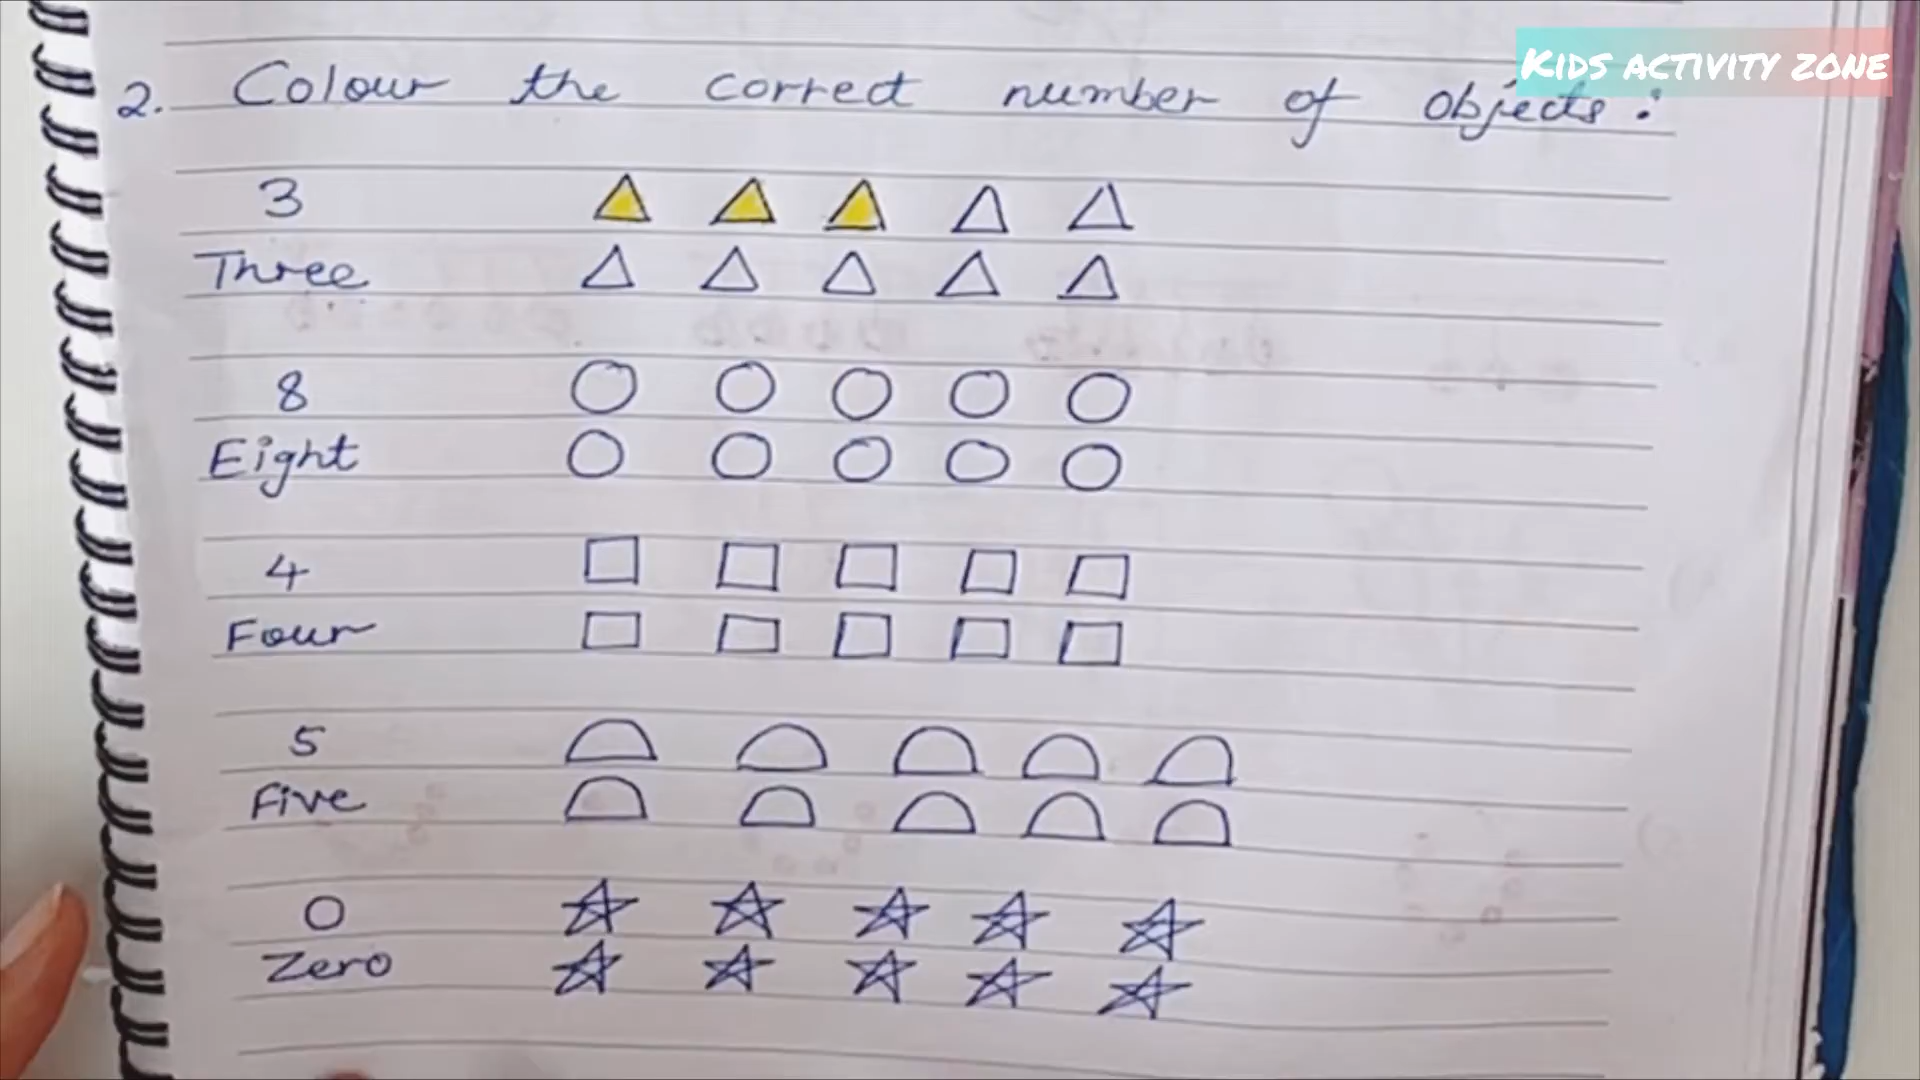 KIDS ACTIVITY ZONE
2. Colour the correct number of objects:
3
Three
8
Eight
4
Four
5
Five
0
Zero